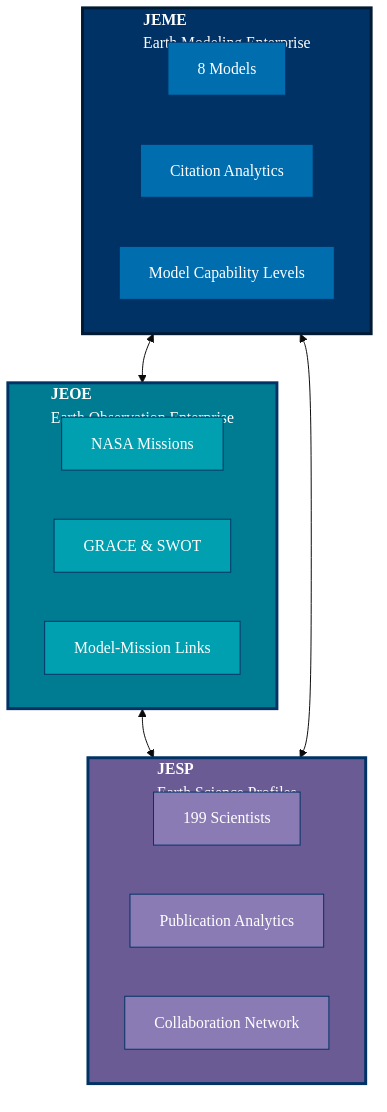 JEME
Earth Modeling Enterprise
8 Models
Citation Analytics
Model Capability Levels
JEOE
Earth Observation Enterprise
NASA Missions
GRACE & SWOT
Model-Mission Links
JESP
Earth Science Profiles
199 Scientists
Publication Analytics
Collaboration Network